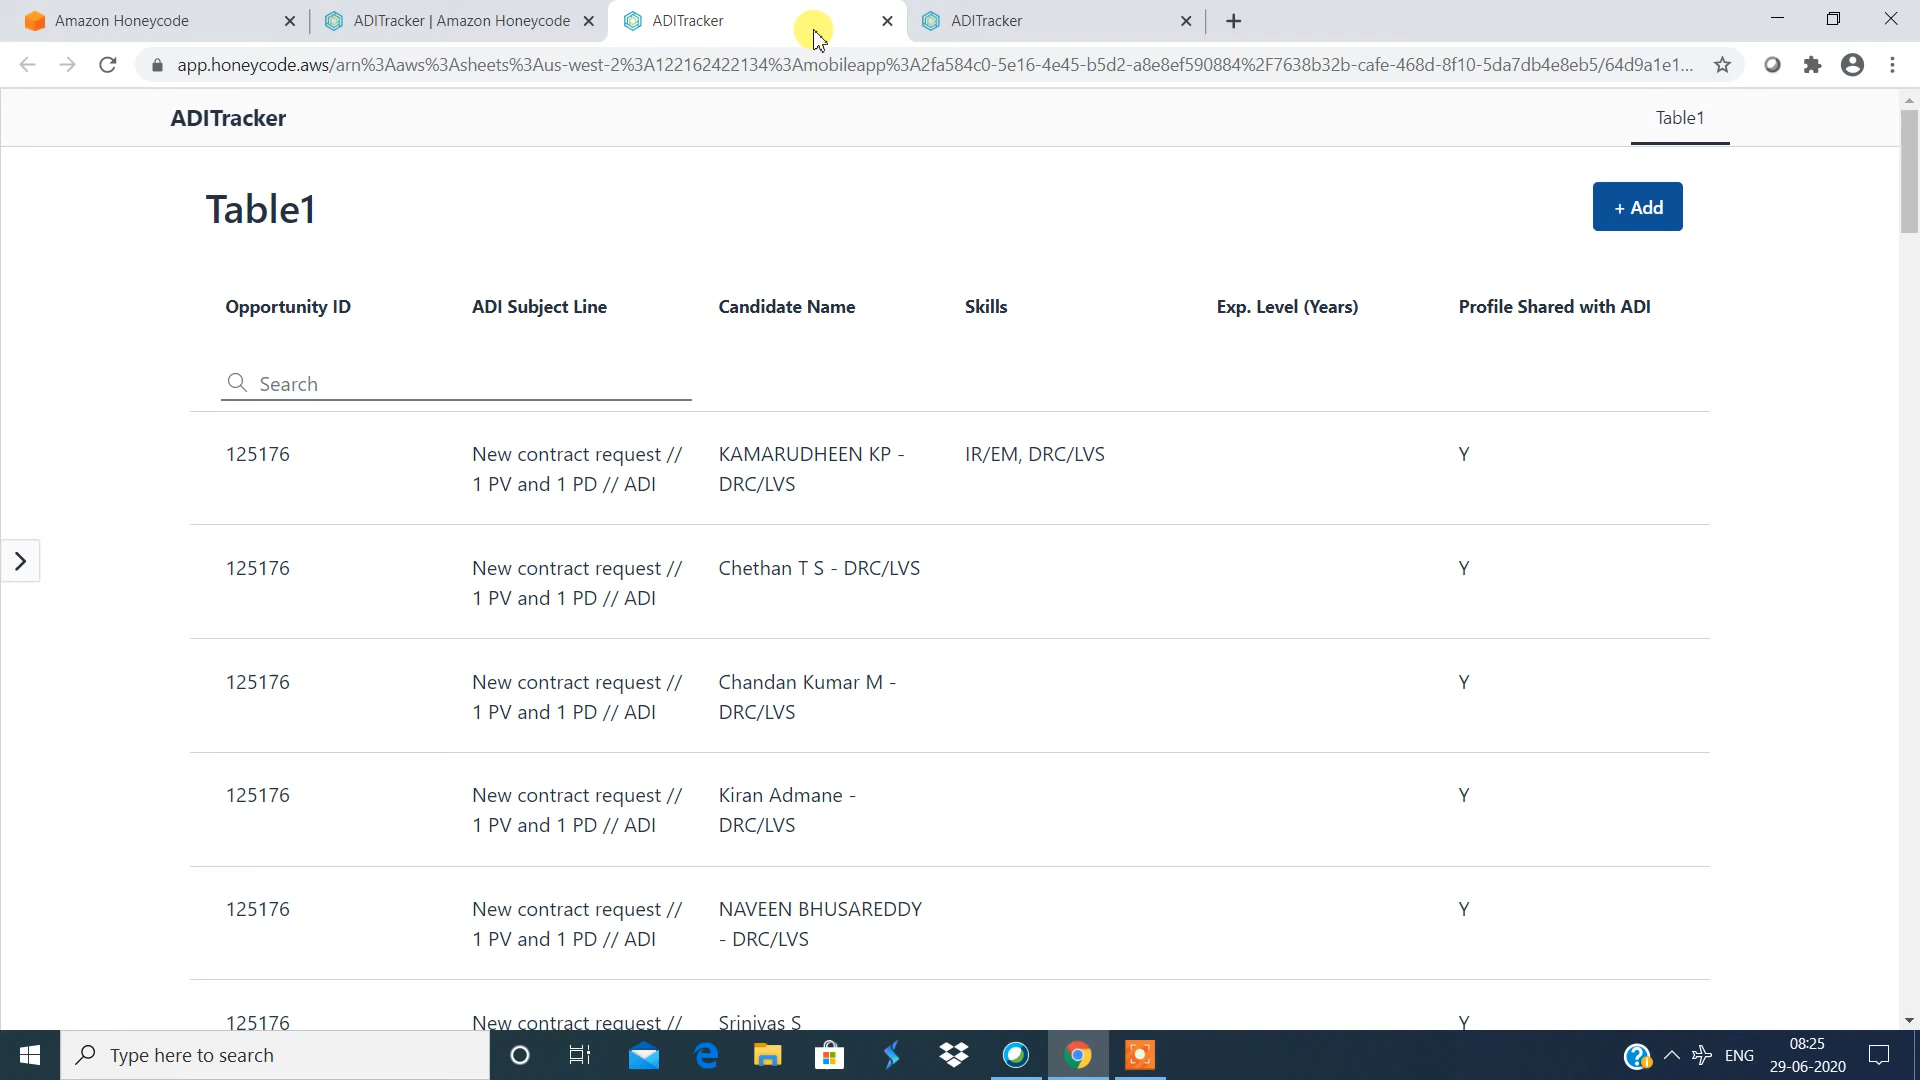 Amazon Honeycode
ADITracker | Amazon Honeycode
ADITracker
ADITracker
app.honeycode.aws/arn%3Aaws%3Asheets%3Aus-west-2%3A122162422134%3Amobileapp%3A2fa584c0-5e16-4e45-b5d2-a8e8ef590884%2F7638b32b-cafe-468d-8f10-5da7db4e8eb5/64d9a1e1...
ADITracker
Table1
Table1
+ Add
Opportunity ID
ADI Subject Line
Candidate Name
Skills
Exp. Level (Years)
Profile Shared with ADI
Search
125176
New contract request //
1 PV and 1 PD // ADI
KAMARUDHEEN KP -
DRC/LVS
IR/EM, DRC/LVS
Y
125176
New contract request //
1 PV and 1 PD // ADI
Chethan T S - DRC/LVS
Y
125176
New contract request //
1 PV and 1 PD // ADI
Chandan Kumar M -
DRC/LVS
Y
125176
New contract request //
1 PV and 1 PD // ADI
Kiran Admane -
DRC/LVS
Y
125176
New contract request //
1 PV and 1 PD // ADI
NAVEEN BHUSAREDDY
- DRC/LVS
Y
125176
New contract request //
Srinivas S
Y
Type here to search
ENG
08:25
29-06-2020